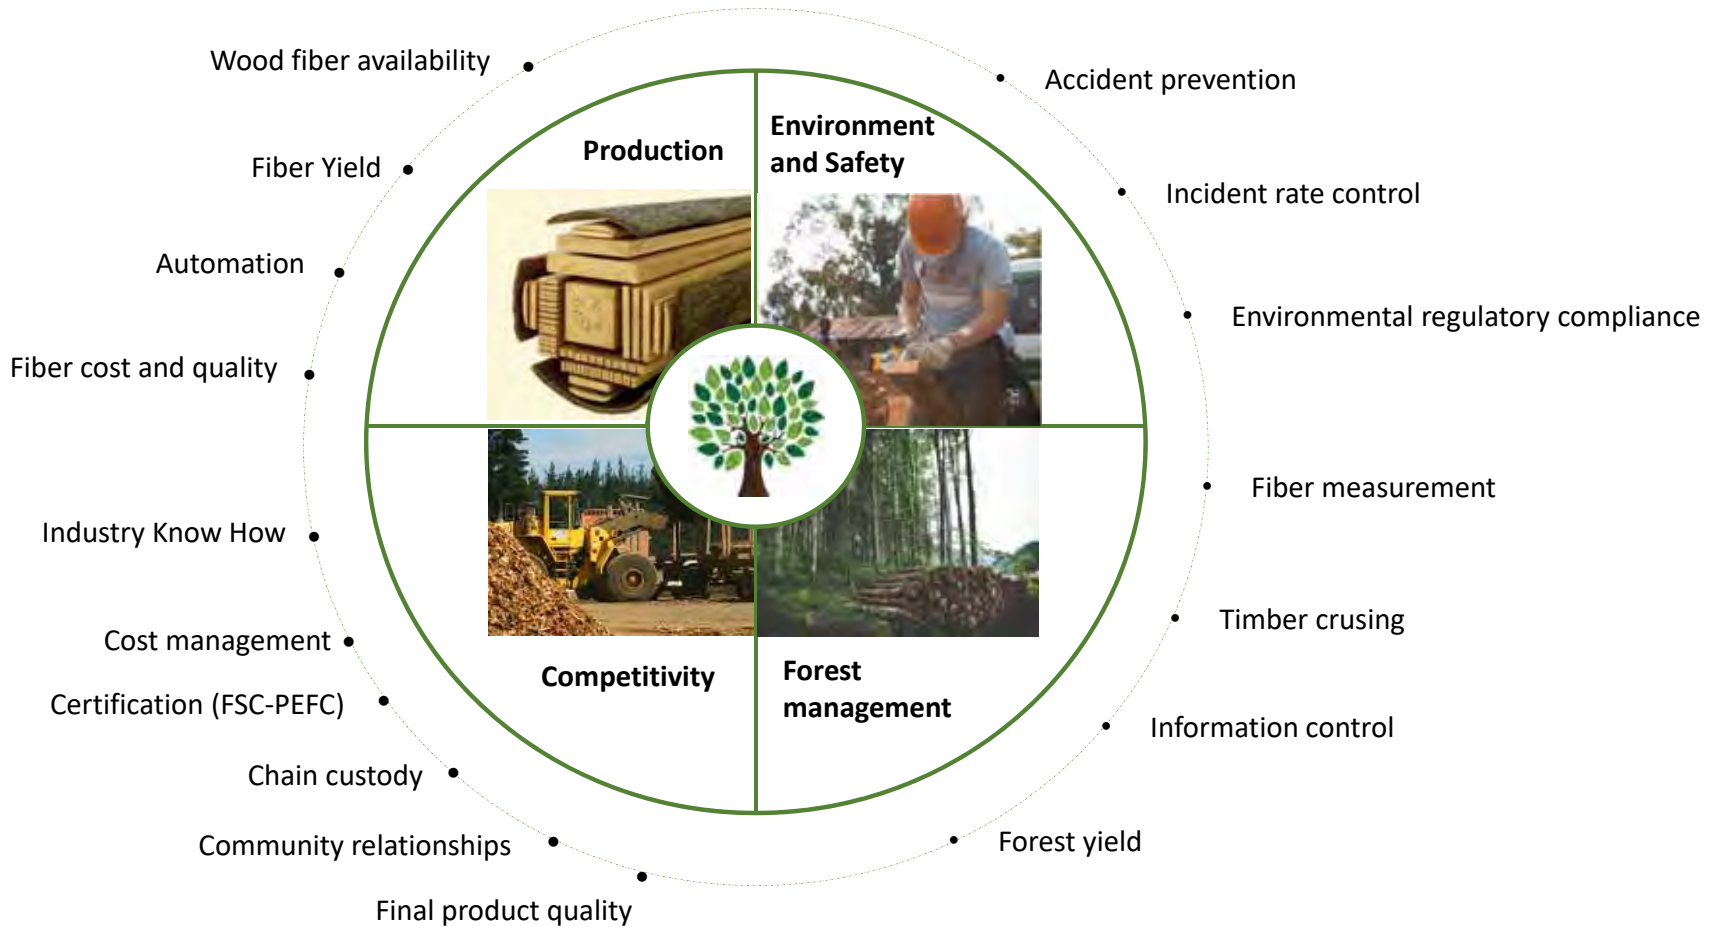 Wood fiber availability
Fiber Yield
Automation
Fiber cost and quality
Production
Environment
and Safety
Accident prevention
Incident rate control
Environmental regulatory compliance
Industry Know How
Cost management
Certification (FSC-PEFC)
Chain custody
Community relationships
Final product quality
Competitivity
Forest
management
Fiber measurement
Timber crusing
Information control
Forest yield